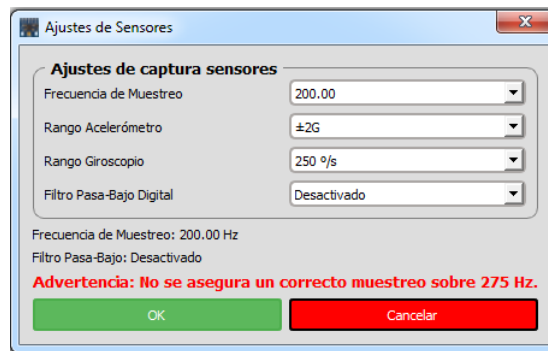 Ajustes de Sensores
Ajustes de captura sensores
Frecuencia de Muestreo 200.00
Rango Acelerómetro ±2G
Rango Giroscopio 250 º/s
Filtro Pasa-Bajo Digital Desactivado
Frecuencia de Muestreo: 200.00 Hz
Filtro Pasa-Bajo: Desactivado
Advertencia: No se asegura un correcto muestreo sobre 275 Hz.
OK Cancelar